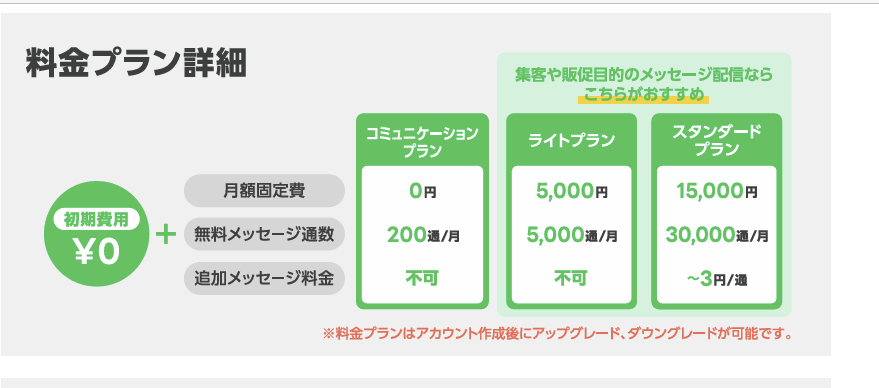 料金プラン詳細
集客や販促目的のメッセージ配信なら
こちらがおすすめ
コミュニケーション
プラン
ライトプラン
スタンダード
プラン
初期費用
¥0
+
月額固定費
0円
5,000円
15,000円
無料メッセージ通数
200通/月
5,000通/月
30,000通/月
追加メッセージ料金
不可
不可
~3円/通
※料金プランはアカウント作成後にアップグレード、ダウングレードが可能です。